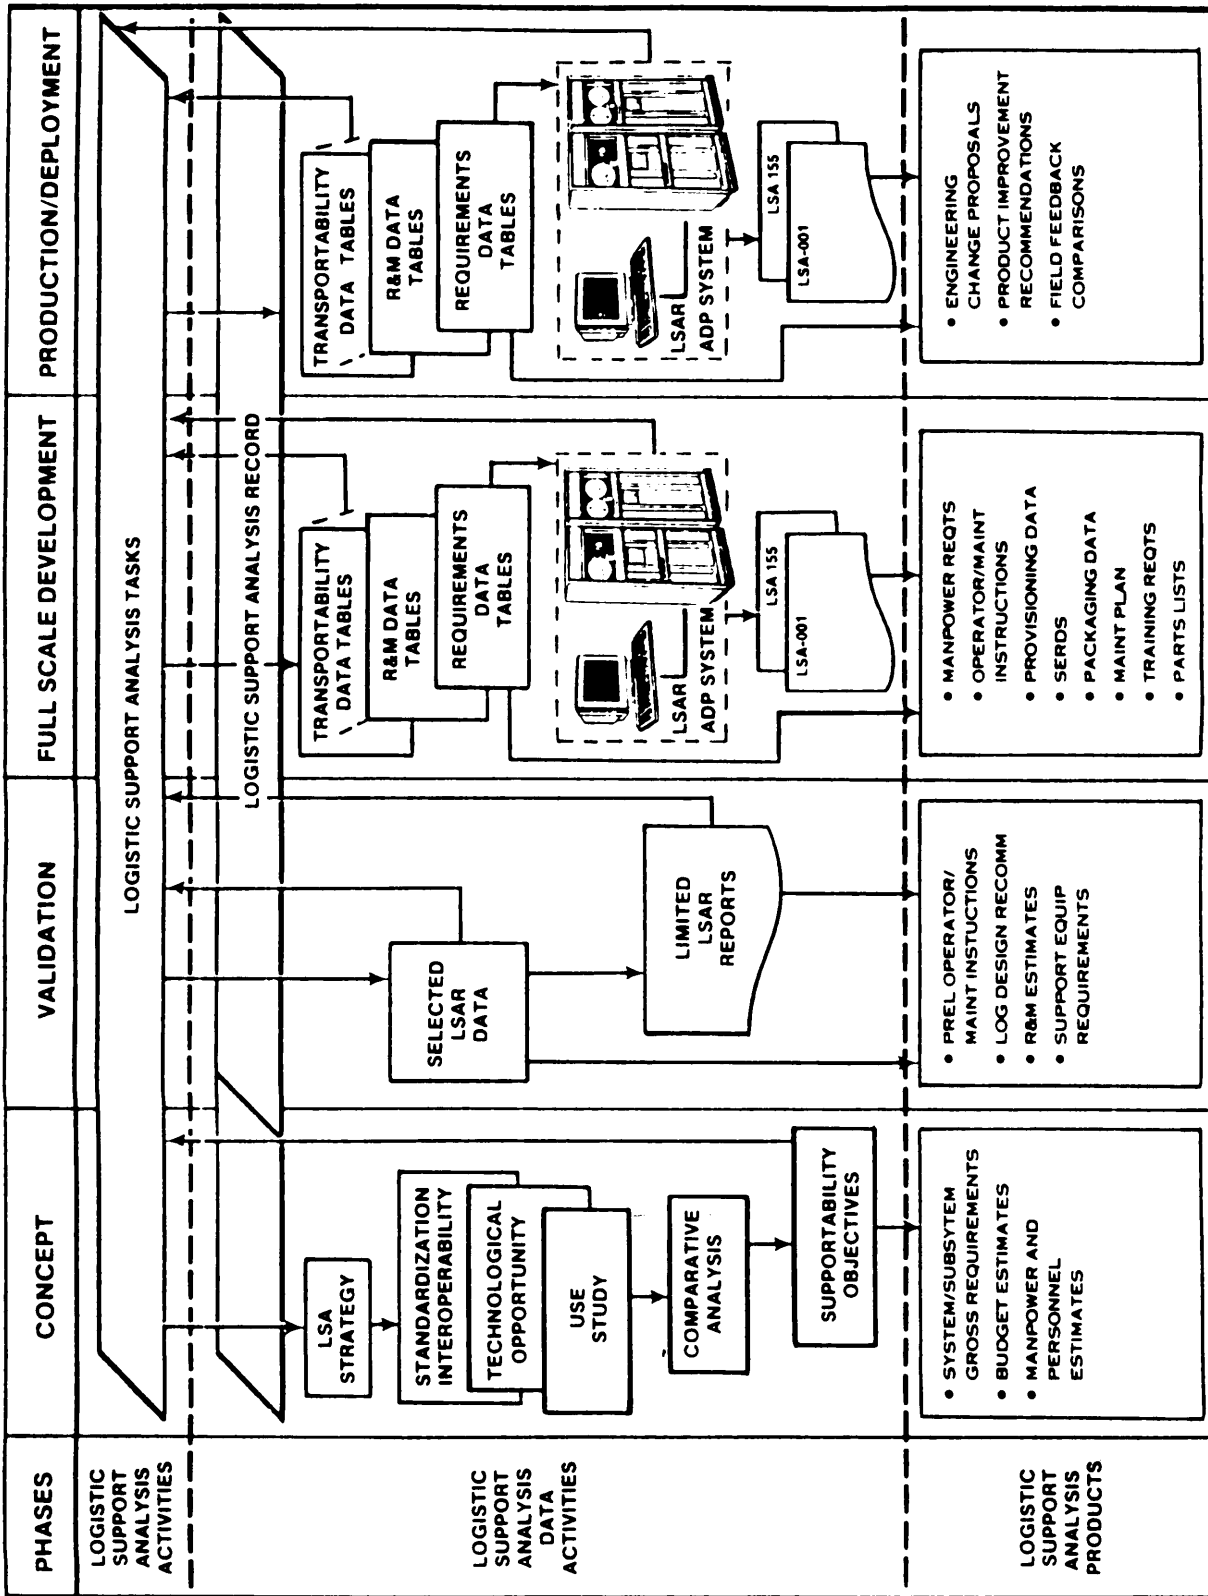 PHASES
CONCEPT
VALIDATION
FULL SCALE DEVELOPMENT
PRODUCTION/DEPLOYMENT
LOGISTIC
SUPPORT
ANALYSIS
ACTIVITIES
LOGISTIC SUPPORT ANALYSIS TASKS
LOGISTIC
SUPPORT
ANALYSIS
DATA
ACTIVITIES
LOGISTIC SUPPORT ANALYSIS RECORD
LSA
STRATEGY
STANDARDIZATION
INTEROPERABILITY
TECHNOLOGICAL
OPPORTUNITY
USE
STUDY
COMPARATIVE
ANALYSIS
SUPPORTABILITY
OBJECTIVES
SELECTED
LSAR
DATA
LIMITED
LSAR
REPORTS
TRANSPORTABILITY
DATA TABLES
R&M DATA
TABLES
REQUIREMENTS
DATA
TABLES
LSAR
ADP SYSTEM
LSA 155
LSA-001
TRANSPORTABILITY
DATA TABLES
R&M DATA
TABLES
REQUIREMENTS
DATA
TABLES
LSAR
ADP SYSTEM
LSA 155
LSA-001
LOGISTIC
SUPPORT
ANALYSIS
PRODUCTS
• SYSTEM/SUBSYTEM
GROSS REQUIREMENTS
• BUDGET ESTIMATES
• MANPOWER AND
PERSONNEL
ESTIMATES
• PREL OPERATOR/
MAINT INSTUCTIONS
• LOG DESIGN RECOMM
• R&M ESTIMATES
• SUPPORT EQUIP
REQUIREMENTS
• MANPOWER REQTS
• OPERATOR/MAINT
INSTRUCTIONS
• PROVISIONING DATA
• SERDS
• PACKAGING DATA
• MAINT PLAN
• TRAINING REQTS
• PARTS LISTS
• ENGINEERING
CHANGE PROPOSALS
• PRODUCT IMPROVEMENT
RECOMMENDATIONS
• FIELD FEEDBACK
COMPARISONS